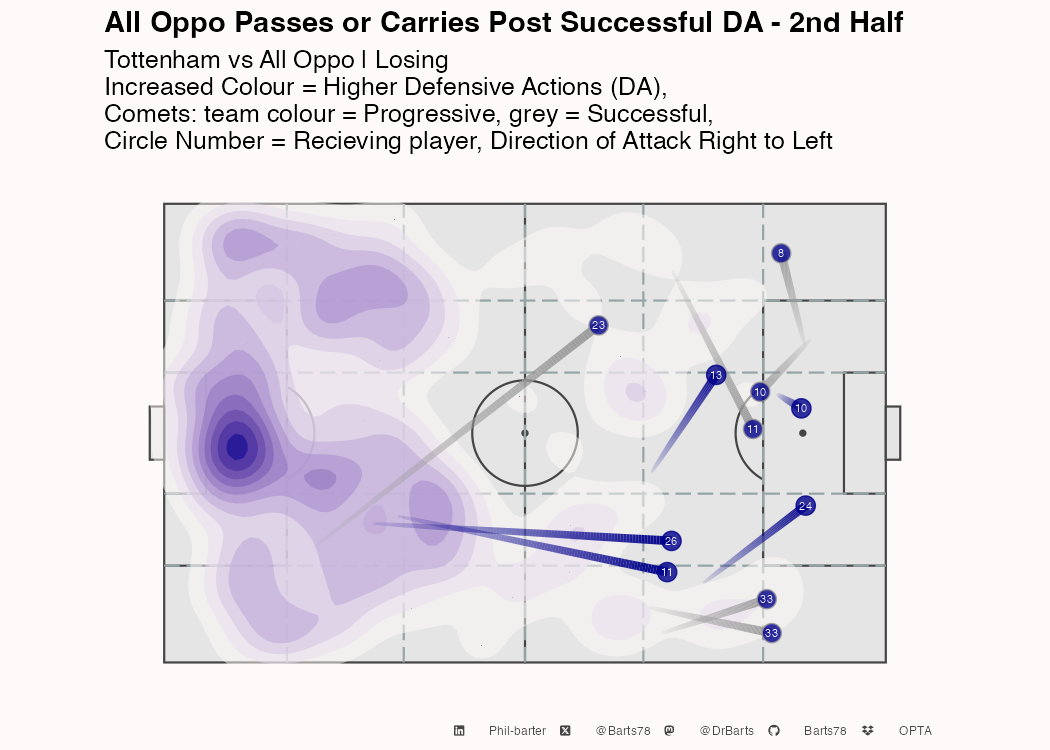 All Oppo Passes or Carries Post Successful DA - 2nd Half
Tottenham vs All Oppo | Losing
Increased Colour = Higher Defensive Actions (DA),
Comets: team colour = Progressive, grey = Successful,
Circle Number = Recieving player, Direction of Attack Right to Left
8
23
13
10
10
11
24
26
11
33
33
Phil-barter @Barts78 @DrBarts Barts78 OPTA